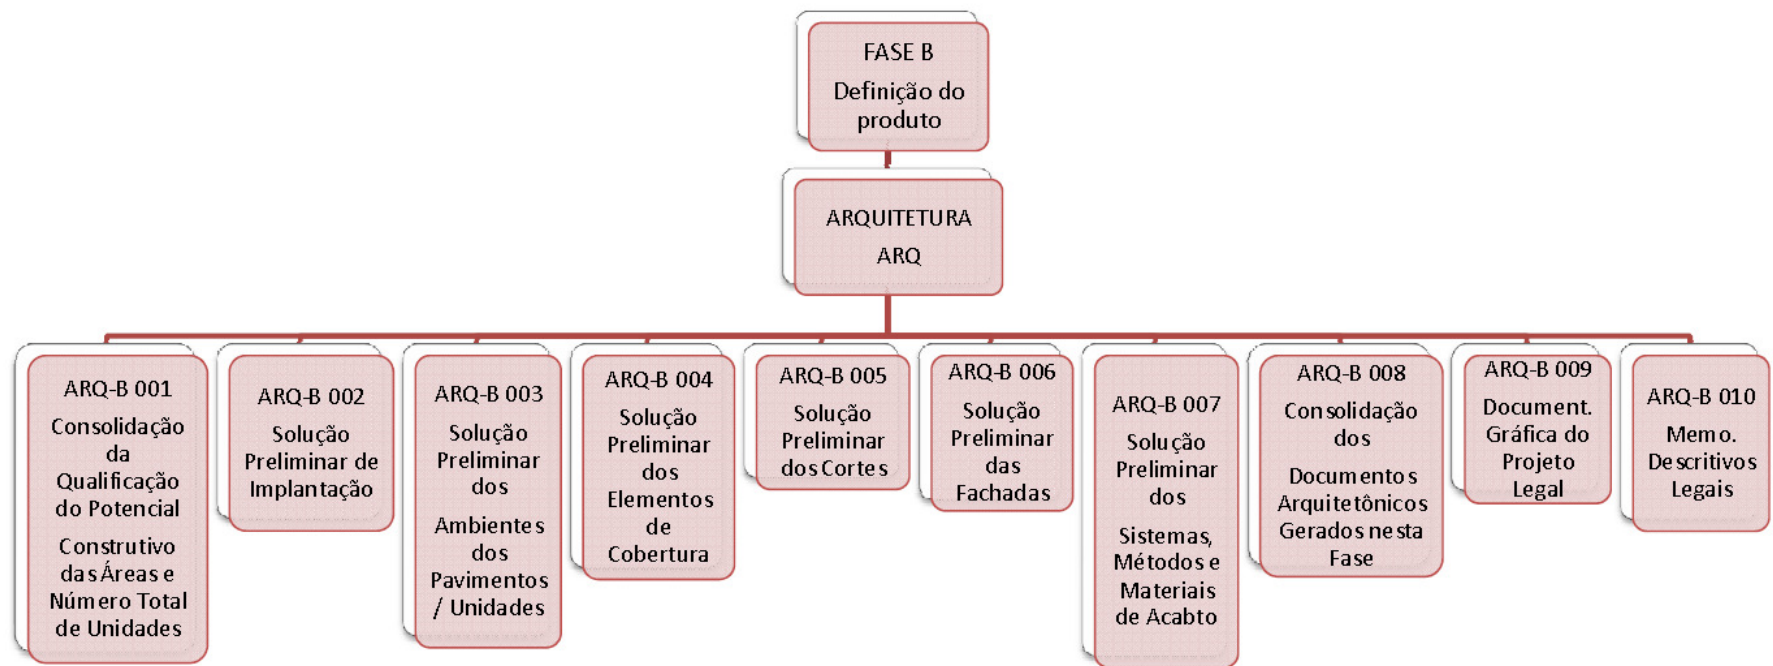 FASE B
Definição do
produto
ARQUITETURA
ARQ
ARQ-B 001
Consolidação
da
Qualificação
do Potencial
Construtivo
das Áreas e
Número Total
de Unidades
ARQ-B 002
Solução
Preliminar de
Implantação
ARQ-B 003
Solução
Preliminar
dos
Ambientes
dos
Pavimentos
/ Unidades
ARQ-B 004
Solução
Preliminar
dos
Elementos
de
Cobertura
ARQ-B 005
Solução
Preliminar
dos Cortes
ARQ-B 006
Solução
Preliminar
das
Fachadas
ARQ-B 007
Solução
Preliminar
dos
Sistemas,
Métodos e
Materiais
de Acabto
ARQ-B 008
Consolidação
dos
Documentos
Arquitetônicos
Gerados nesta
Fase
ARQ-B 009
Document.
Gráfica do
Projeto
Legal
ARQ-B 010
Memo.
Descritivos
Legais